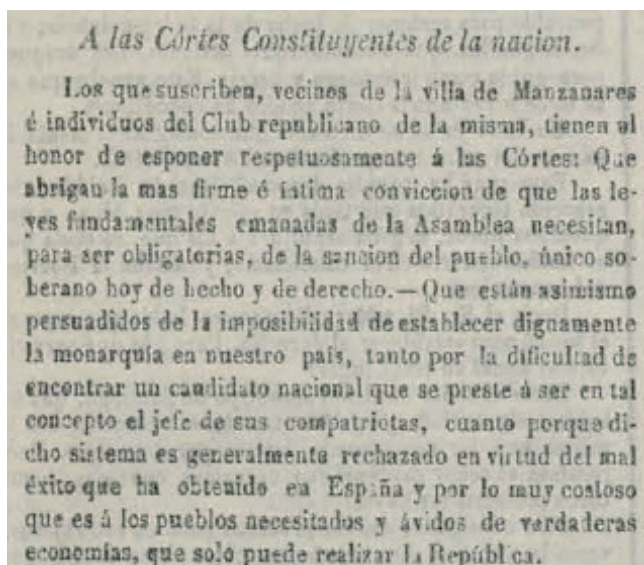 A las Córtes Constituyentes de la nacion.
Los que suscriben, vecinos de la villa de Manzanares
é individuos del Club republicano de la misma, tienen el
honor de esponer respetuosamente á las Córtes: Que
abrigan la mas firme é íntima conviccion de que las le-
yes fundamentales emanadas de la Asamblea necesitan,
para ser obligatorias, de la sancion del pueblo, único so-
berano hoy de hecho y de derecho.—Que están asimismo
persuadidos de la imposibilidad de establecer dignamente
la monarquía en nuestro país, tanto por la dificultad de
encontrar un candidato nacional que se preste á ser en tal
concepto el jefe de sus compatriotas, cuanto porque di-
cho sistema es generalmente rechazado en virtud del mal
éxito que ha obtenido en España y por lo muy costoso
que es á los pueblos necesitados y ávidos de verdaderas
economías, que solo puede realizar la República.